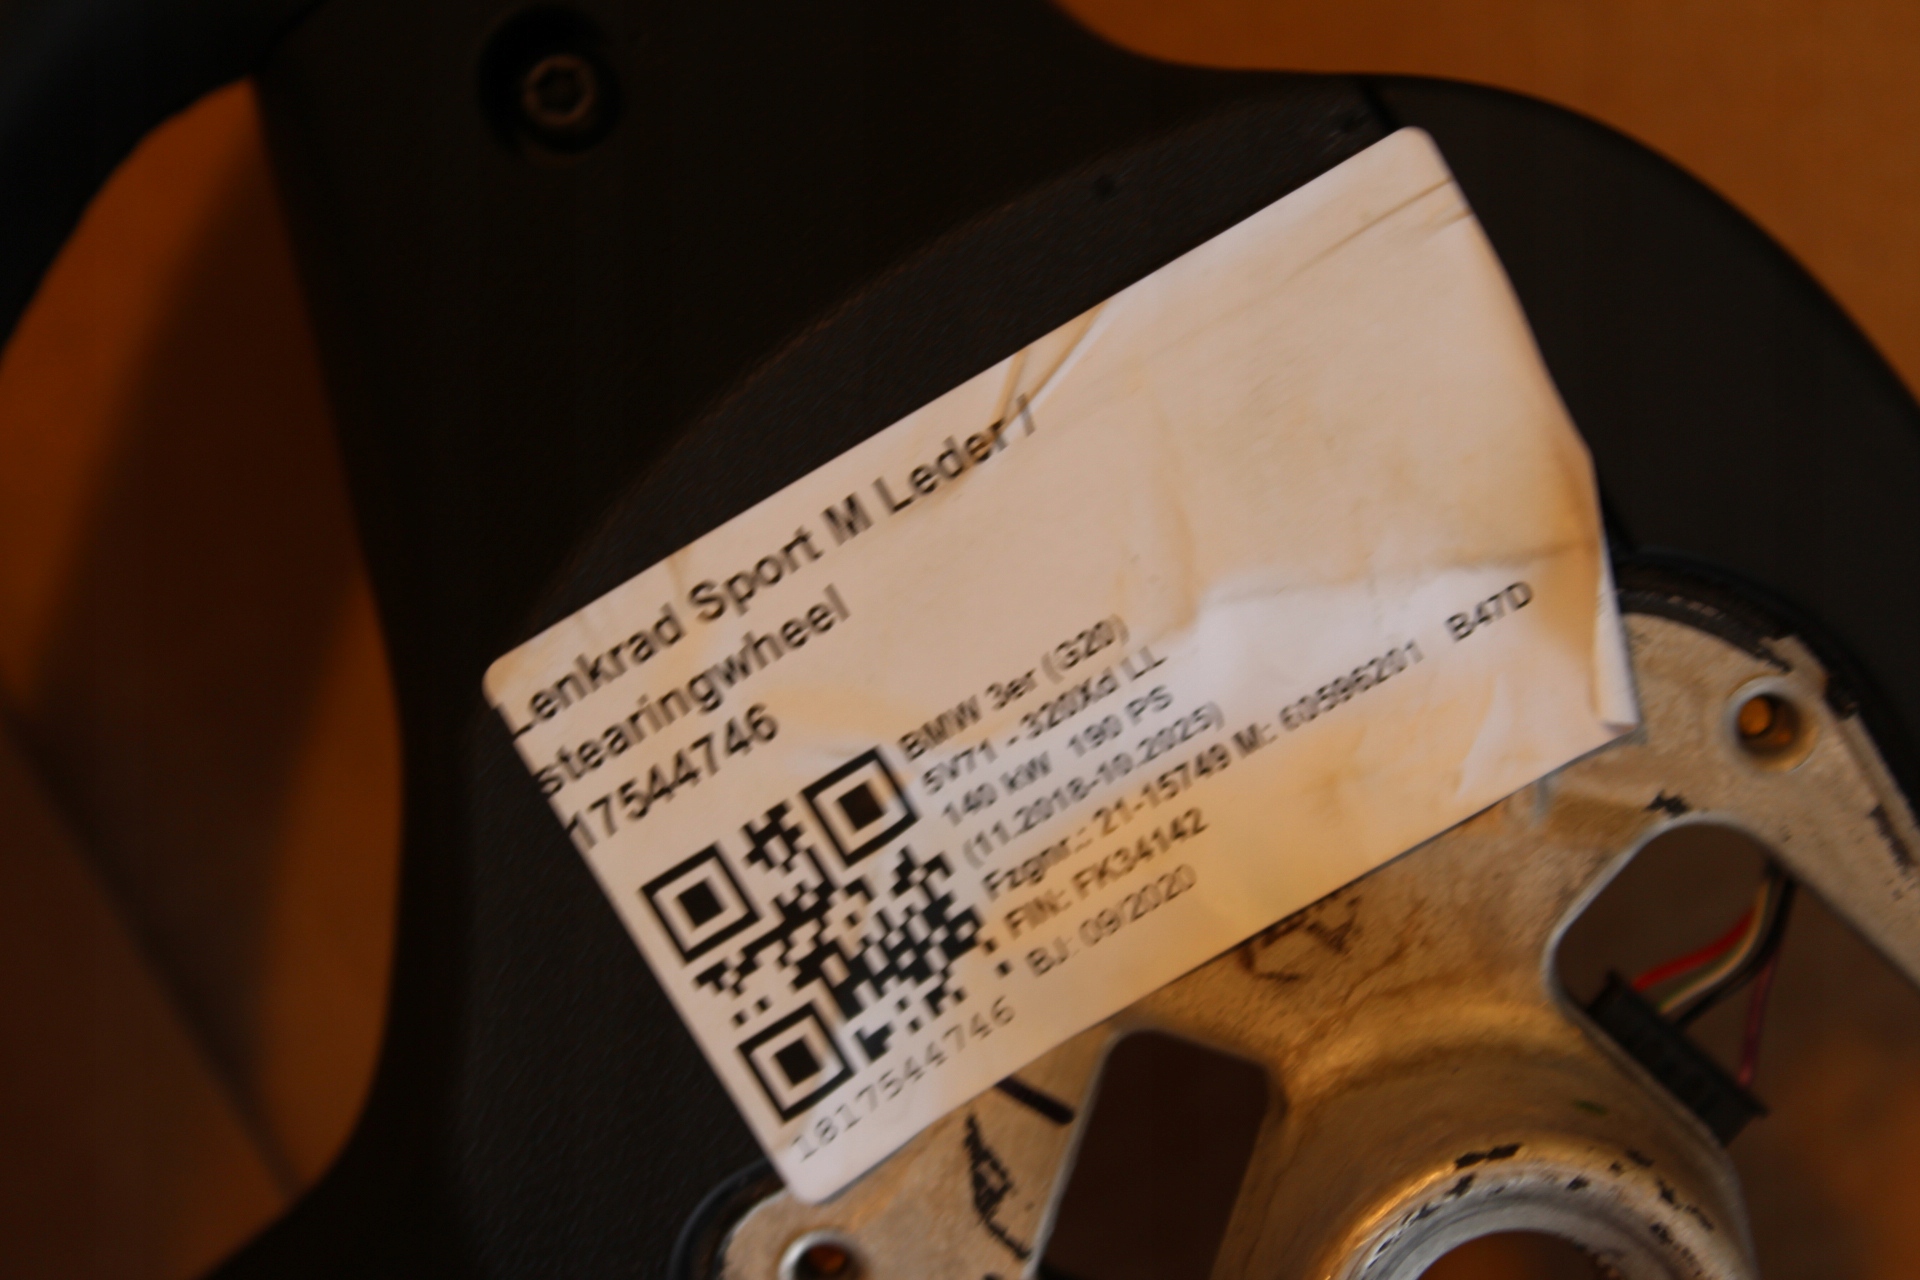 Lenkrad Sport M Leder /
stearingwheel
17544746
BMW 3er (G20)
5V71 - 320Xd LL
140 kW 190 PS
(11.2018-10.2025)
Fzgnr.: 21-15749 M: 60596201 B47D
FIN: FK34142
BJ: 09/2020
1817544746